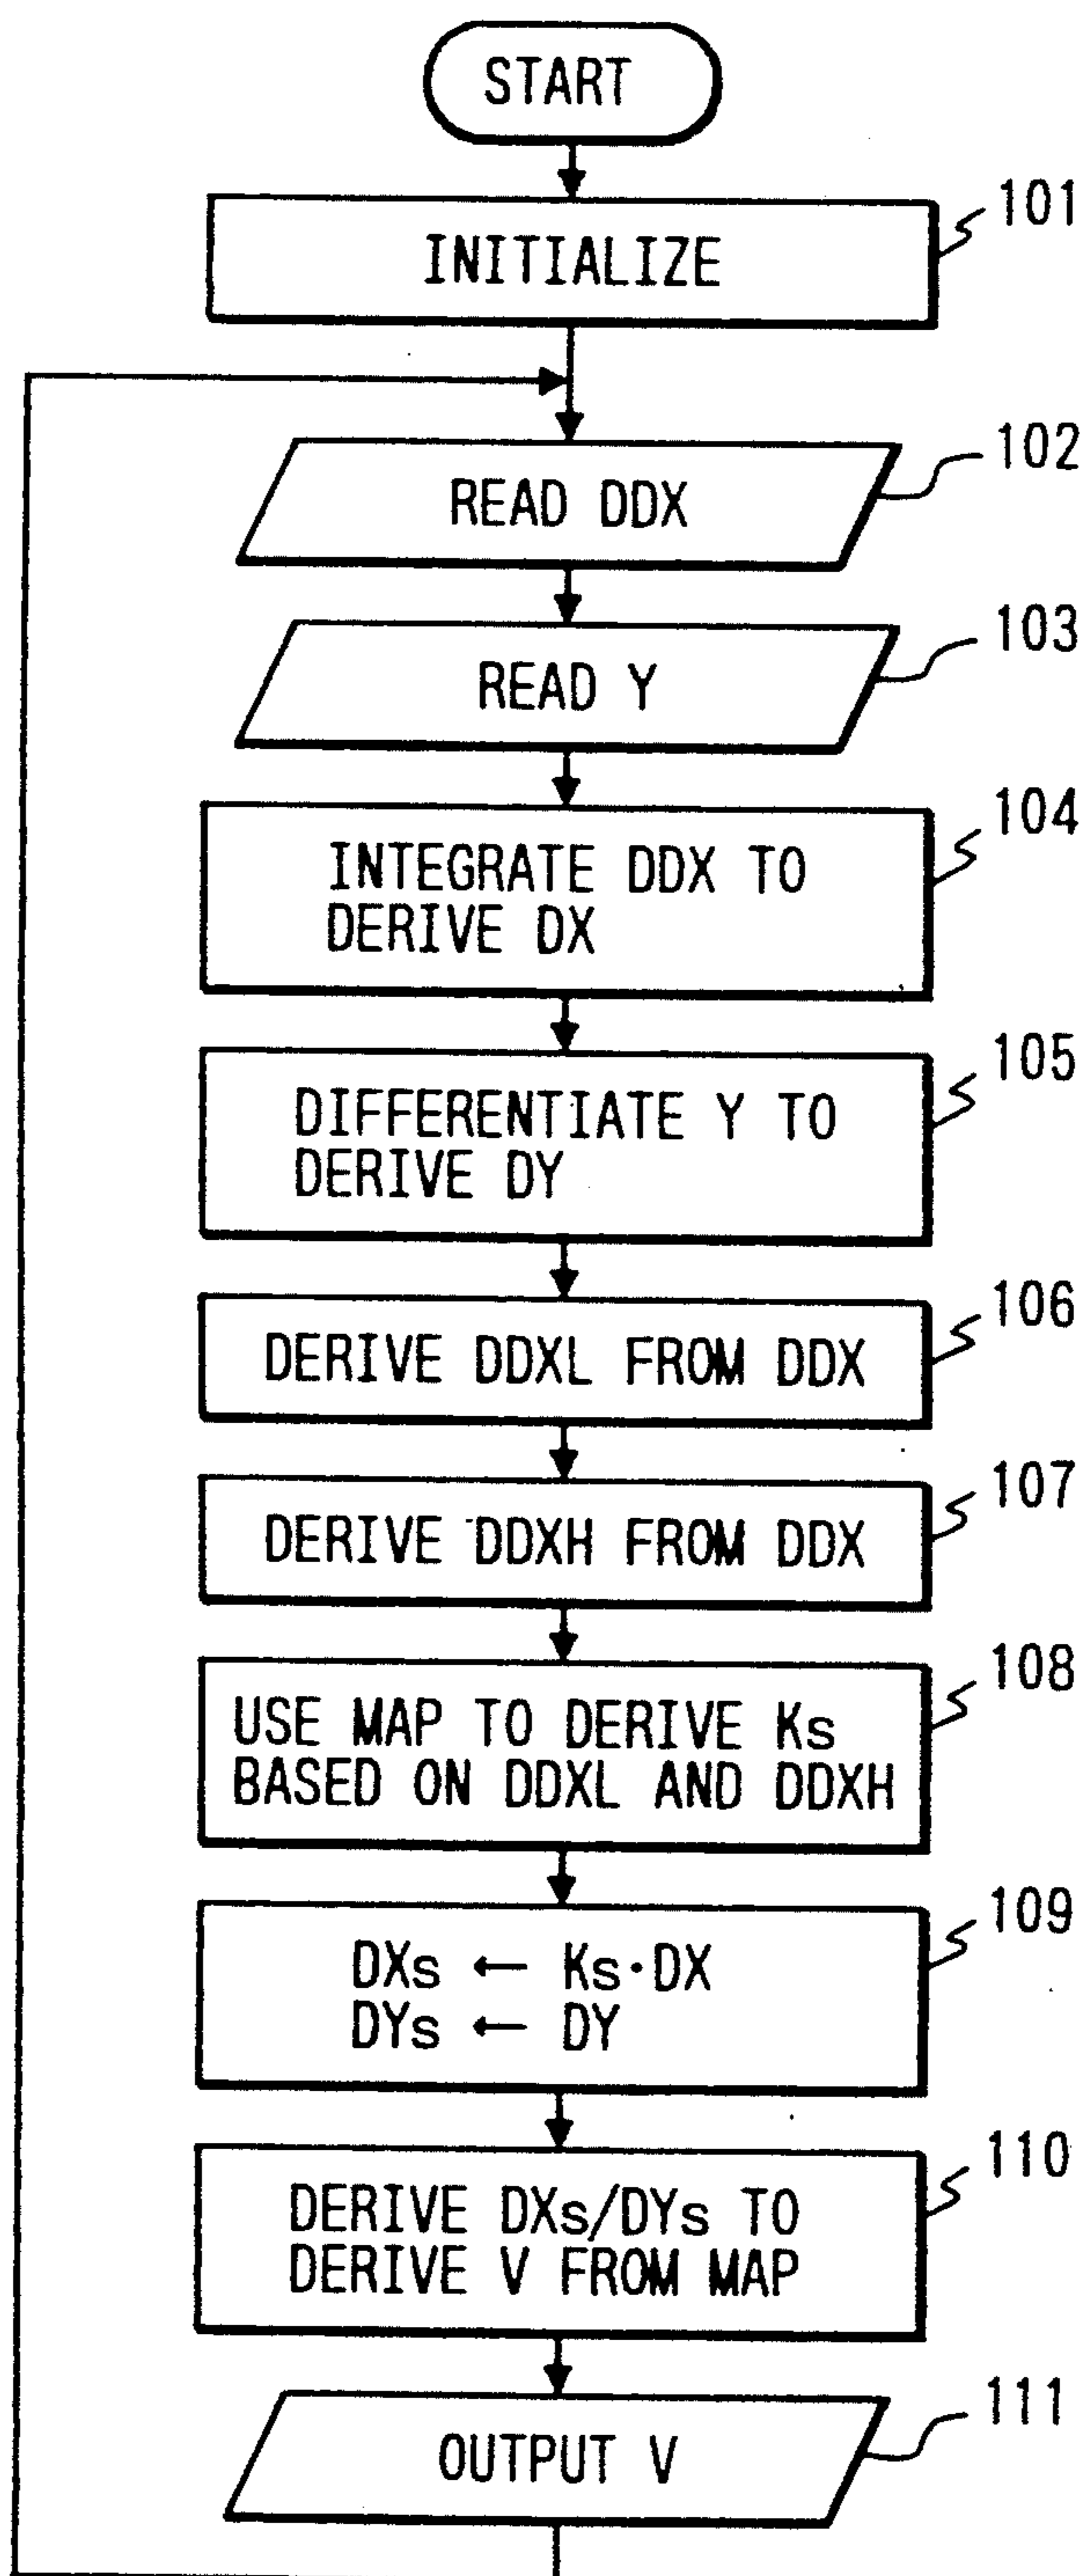 START
INITIALIZE
101
READ DDX
102
READ Y
103
INTEGRATE DDX TO
DERIVE DX
104
DIFFERENTIATE Y TO
DERIVE DY
105
DERIVE DDXL FROM DDX
106
DERIVE DDXH FROM DDX
107
USE MAP TO DERIVE Ks
BASED ON DDXL AND DDXH
108
DXs ← Ks·DX
DYs ← DY
109
DERIVE DXs/DYs TO
DERIVE V FROM MAP
110
OUTPUT V
111